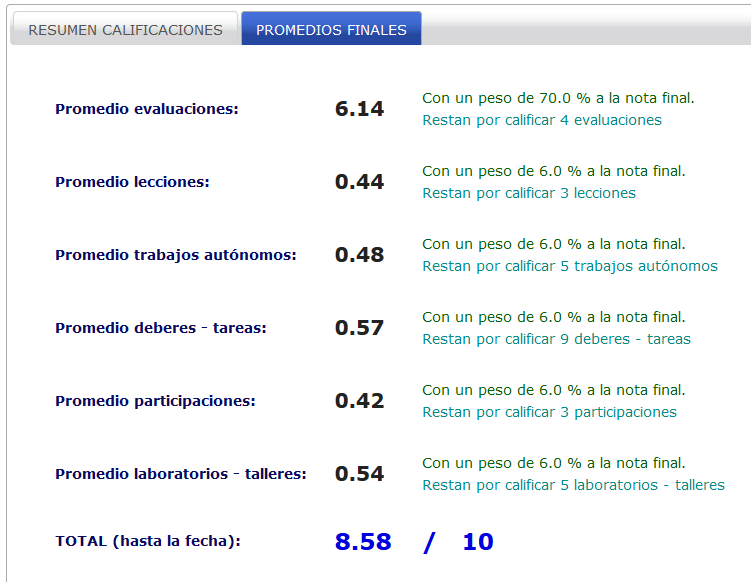 RESUMEN CALIFICACIONES PROMEDIOS FINALES
Promedio evaluaciones: 6.14 Con un peso de 70.0 % a la nota final.
Restan por calificar 4 evaluaciones
Promedio lecciones: 0.44 Con un peso de 6.0 % a la nota final.
Restan por calificar 3 lecciones
Promedio trabajos autónomos: 0.48 Con un peso de 6.0 % a la nota final.
Restan por calificar 5 trabajos autónomos
Promedio deberes - tareas: 0.57 Con un peso de 6.0 % a la nota final.
Restan por calificar 9 deberes - tareas
Promedio participaciones: 0.42 Con un peso de 6.0 % a la nota final.
Restan por calificar 3 participaciones
Promedio laboratorios - talleres: 0.54 Con un peso de 6.0 % a la nota final.
Restan por calificar 5 laboratorios - talleres
TOTAL (hasta la fecha): 8.58 / 10